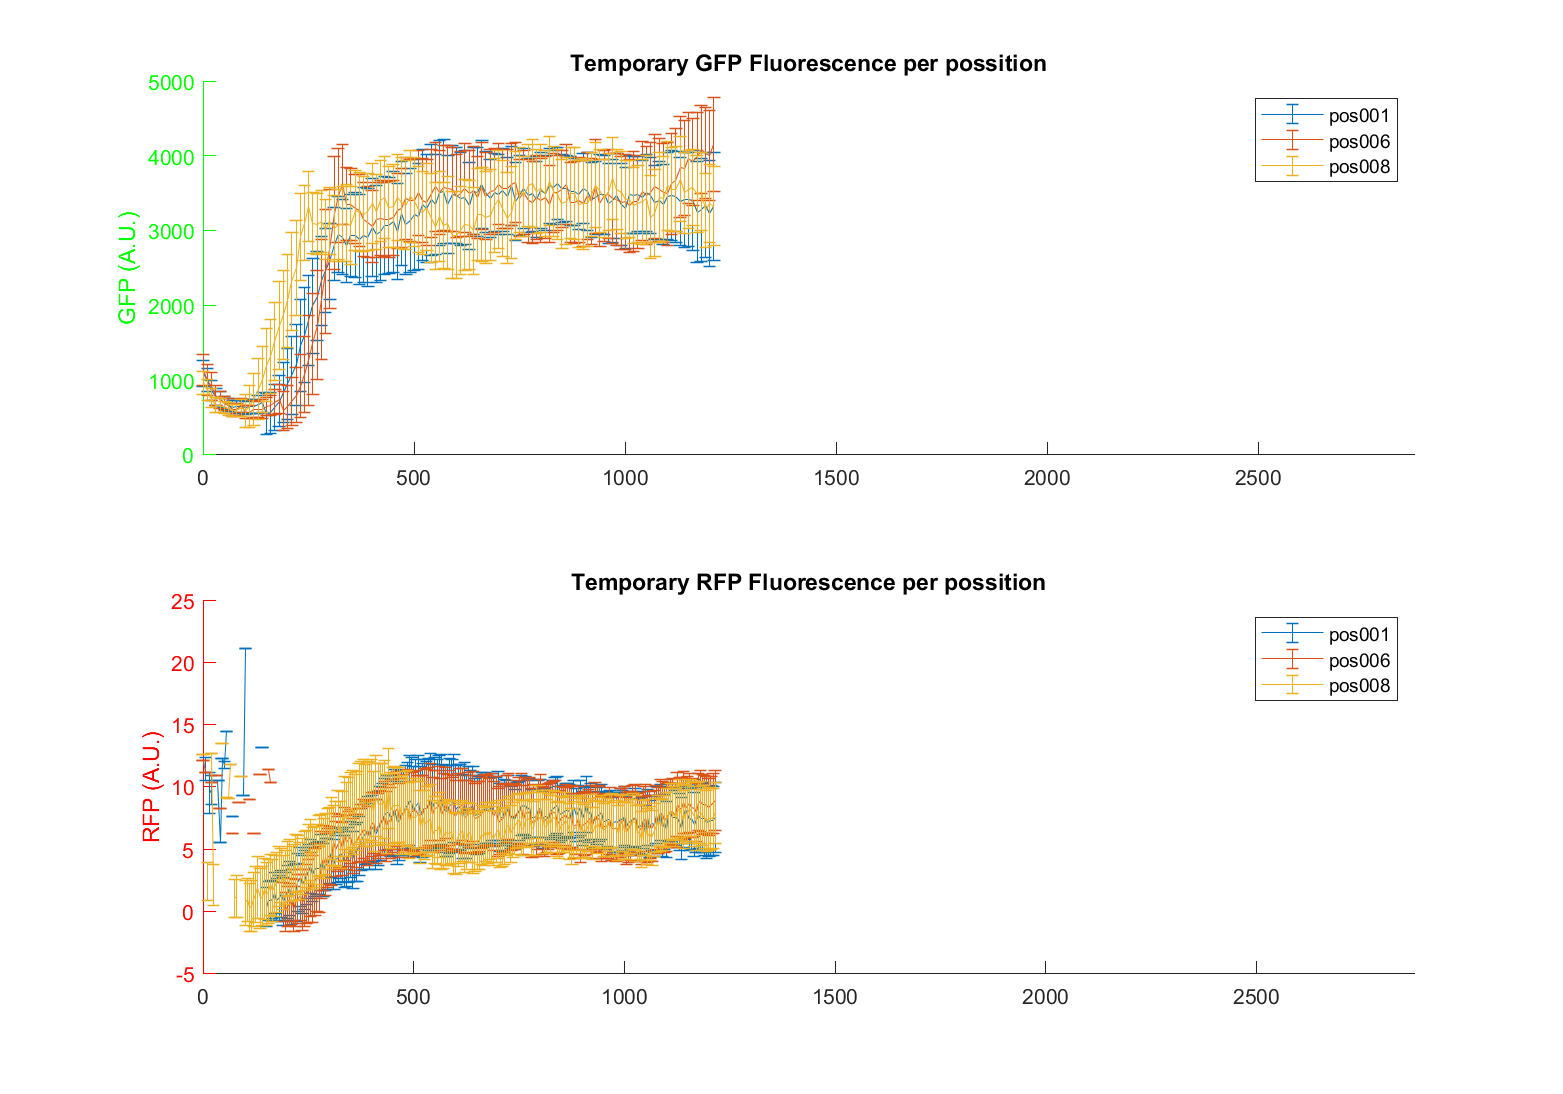 Temporary GFP Fluorescence per possition
5000
4000
3000
2000
1000
0
GFP (A.U.)
0 500 1000 1500 2000 2500
pos001
pos006
pos008
Temporary RFP Fluorescence per possition
25
20
15
10
5
0
-5
RFP (A.U.)
0 500 1000 1500 2000 2500
pos001
pos006
pos008